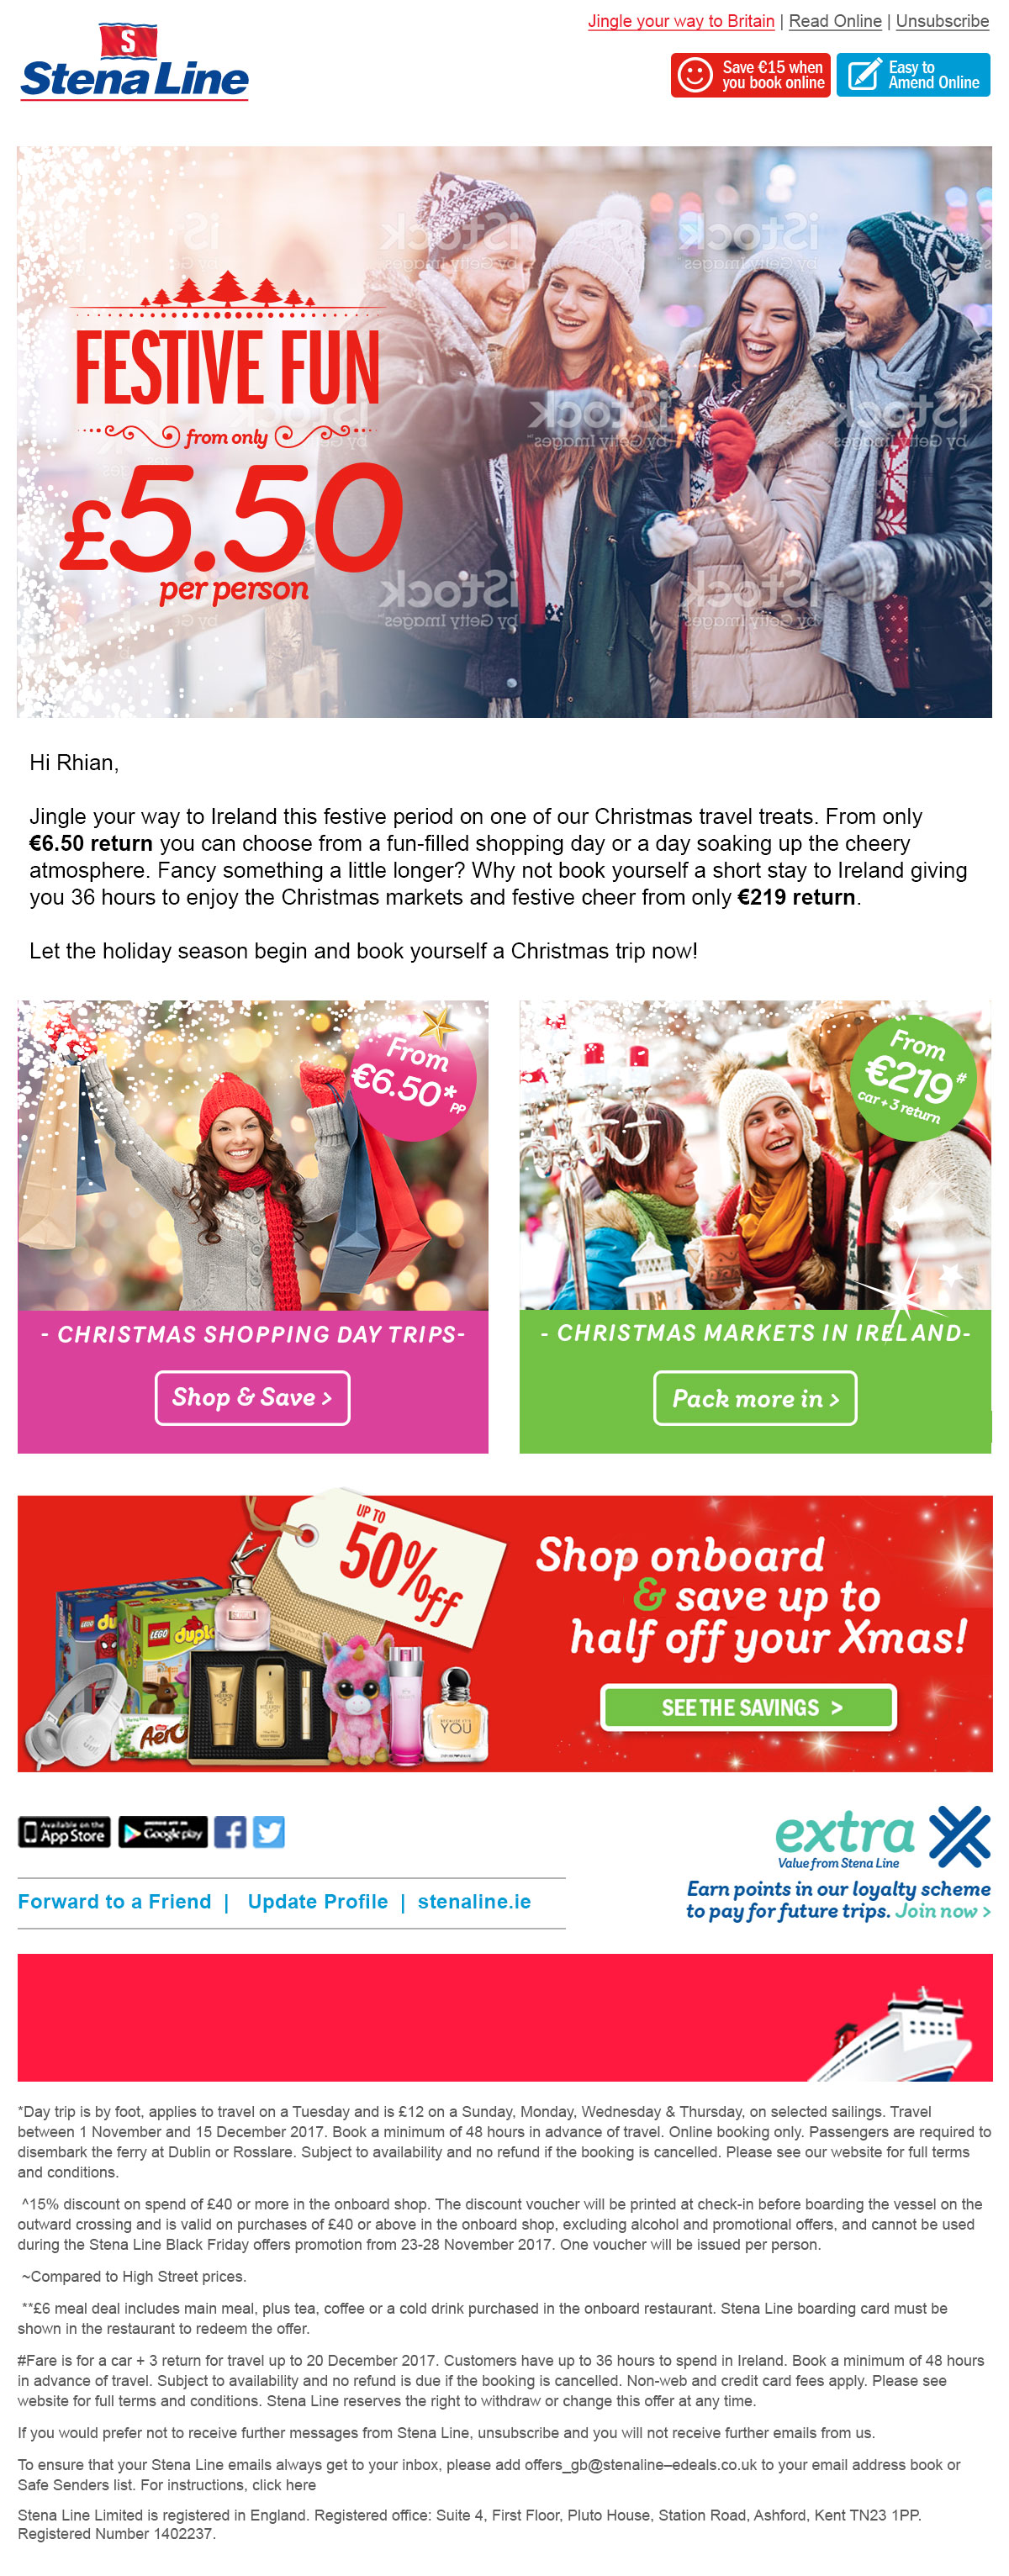 Jingle your way to Britain | Read Online | Unsubscribe
S
Stena Line
Save €15 when
you book online
Easy to
Amend Online
iStock
by Getty Images™
iStock
by Getty Images™
FESTIVE FUN
from only
£5.50
per person
iStock
by Getty Images™
iStock
by Getty Images
iStock
by Getty Images™
iStock
by Getty Images
Hi Rhian,
Jingle your way to Ireland this festive period on one of our Christmas travel treats. From only
€6.50 return you can choose from a fun-filled shopping day or a day soaking up the cheery
atmosphere. Fancy something a little longer? Why not book yourself a short stay to Ireland giving
you 36 hours to enjoy the Christmas markets and festive cheer from only €219 return.
Let the holiday season begin and book yourself a Christmas trip now!
From
€6.50*
PP
- CHRISTMAS SHOPPING DAY TRIPS-
Shop & Save >
From
€219#
car + 3 return
- CHRISTMAS MARKETS IN IRELAND-
Pack more in >
UP TO
50% off
LEGO du
LEGO duplo
Aero
YOU
Shop onboard
& save up to
half off your Xmas!
SEE THE SAVINGS >
Available on the
App Store
Google play
extra
Value from Stena Line
Earn points in our loyalty scheme
to pay for future trips. Join now >
Forward to a Friend | Update Profile | stenaline.ie
*Day trip is by foot, applies to travel on a Tuesday and is £12 on a Sunday, Monday, Wednesday & Thursday, on selected sailings. Travel
between 1 November and 15 December 2017. Book a minimum of 48 hours in advance of travel. Online booking only. Passengers are required to
disembark the ferry at Dublin or Rosslare. Subject to availability and no refund if the booking is cancelled. Please see our website for full terms
and conditions.
^15% discount on spend of £40 or more in the onboard shop. The discount voucher will be printed at check-in before boarding the vessel on the
outward crossing and is valid on purchases of £40 or above in the onboard shop, excluding alcohol and promotional offers, and cannot be used
during the Stena Line Black Friday offers promotion from 23-28 November 2017. One voucher will be issued per person.
~Compared to High Street prices.
**£6 meal deal includes main meal, plus tea, coffee or a cold drink purchased in the onboard restaurant. Stena Line boarding card must be
shown in the restaurant to redeem the offer.
#Fare is for a car + 3 return for travel up to 20 December 2017. Customers have up to 36 hours to spend in Ireland. Book a minimum of 48 hours
in advance of travel. Subject to availability and no refund is due if the booking is cancelled. Non-web and credit card fees apply. Please see
website for full terms and conditions. Stena Line reserves the right to withdraw or change this offer at any time.
If you would prefer not to receive further messages from Stena Line, unsubscribe and you will not receive further emails from us.
To ensure that your Stena Line emails always get to your inbox, please add offers_gb@stenaline–edeals.co.uk to your email address book or
Safe Senders list. For instructions, click here
Stena Line Limited is registered in England. Registered office: Suite 4, First Floor, Pluto House, Station Road, Ashford, Kent TN23 1PP.
Registered Number 1402237.